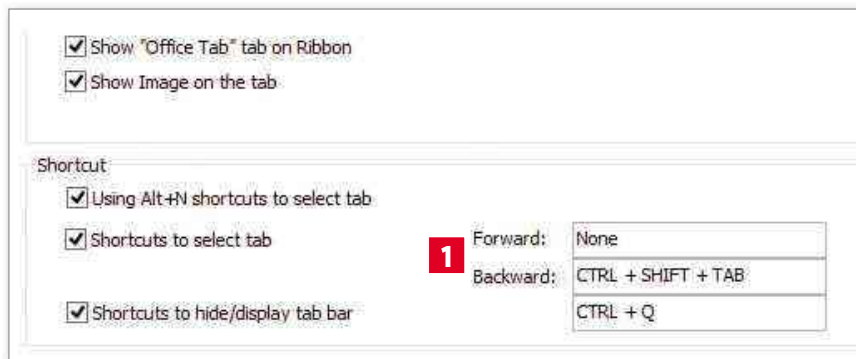 Show "Office Tab" tab on Ribbon
Show Image on the tab
Shortcut
Using Alt+N shortcuts to select tab
Shortcuts to select tab
1
Forward: None
Backward: CTRL + SHIFT + TAB
Shortcuts to hide/display tab bar CTRL + Q